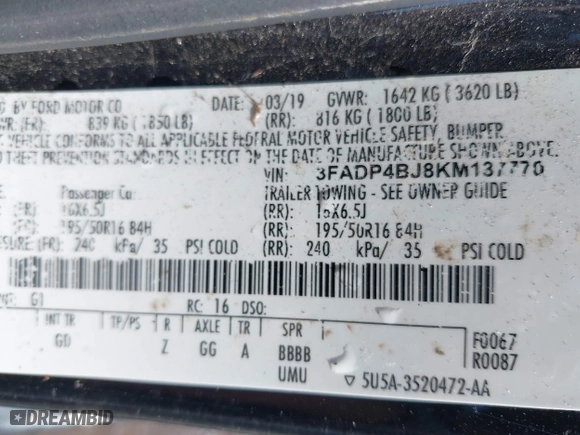 BY FORD MOTOR CO
DATE: 03/19 GVWR: 1642 KG ( 3620 LB)
(FR): 839 KG (1850 LB) (RR): 816 KG ( 1800 LB)
VEHICLE CONFORMS TO ALL APPLICABLE FEDERAL MOTOR VEHICLE SAFETY, BUMPER,
THEFT PREVENTION STANDARDS IN EFFECT ON THE DATE OF MANUFACTURE SHOWN ABOVE.
VIN: 3FADP4BJ8KM137770
Passenger Car TRAILER TOWING - SEE OWNER GUIDE
(FR): 16X6.5J (RR): 16X6.5J
195/50R16 84H 195/50R16 84H
(FR): 240 kPa/ 35 PSI COLD (RR): 240 kPa/ 35 PSI COLD
G1 RC: 16 DSO:
INT TR TP/PS R AXLE TR SPR
GD Z GG A BBBB
UMU
F0067
R0087
▽ 5U5A-3520472-AA
A DREAMBID.COM